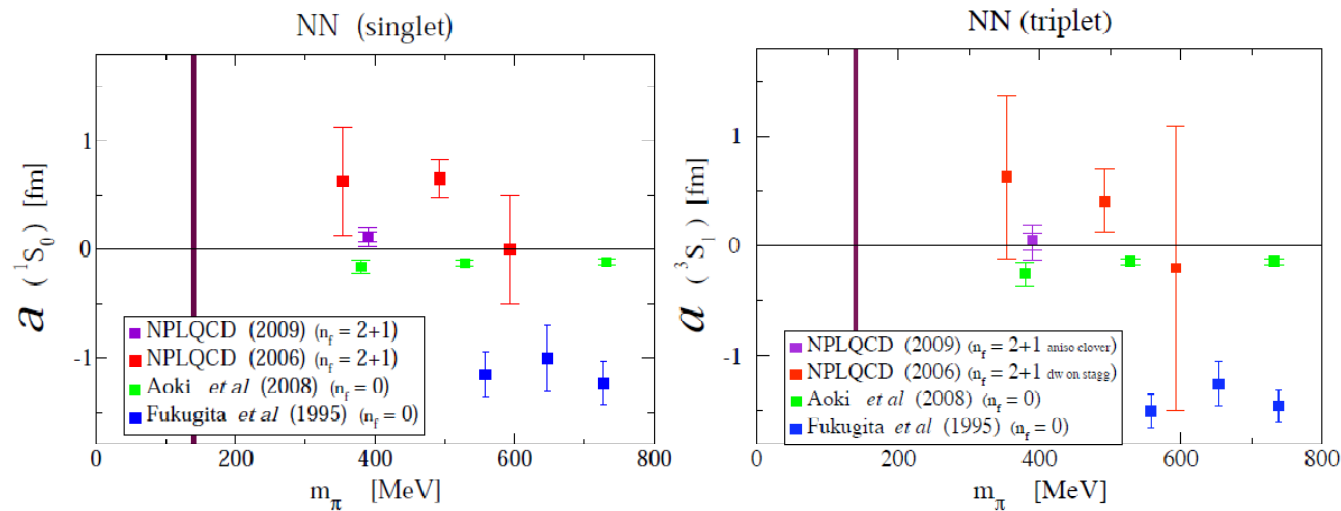 NN (singlet)
1
0
-1
a (¹S₀) [fm]
NPLQCD (2009) (n_f = 2+1)
NPLQCD (2006) (n_f = 2+1)
Aoki et al (2008) (n_f = 0)
Fukugita et al (1995) (n_f = 0)
0 200 400 600 800
m_π [MeV]
NN (triplet)
1
0
-1
a (³S₁) [fm]
NPLQCD (2009) (n_f = 2+1 aniso clover)
NPLQCD (2006) (n_f = 2+1 dw on stagg)
Aoki et al (2008) (n_f = 0)
Fukugita et al (1995) (n_f = 0)
0 200 400 600 800
m_π [MeV]